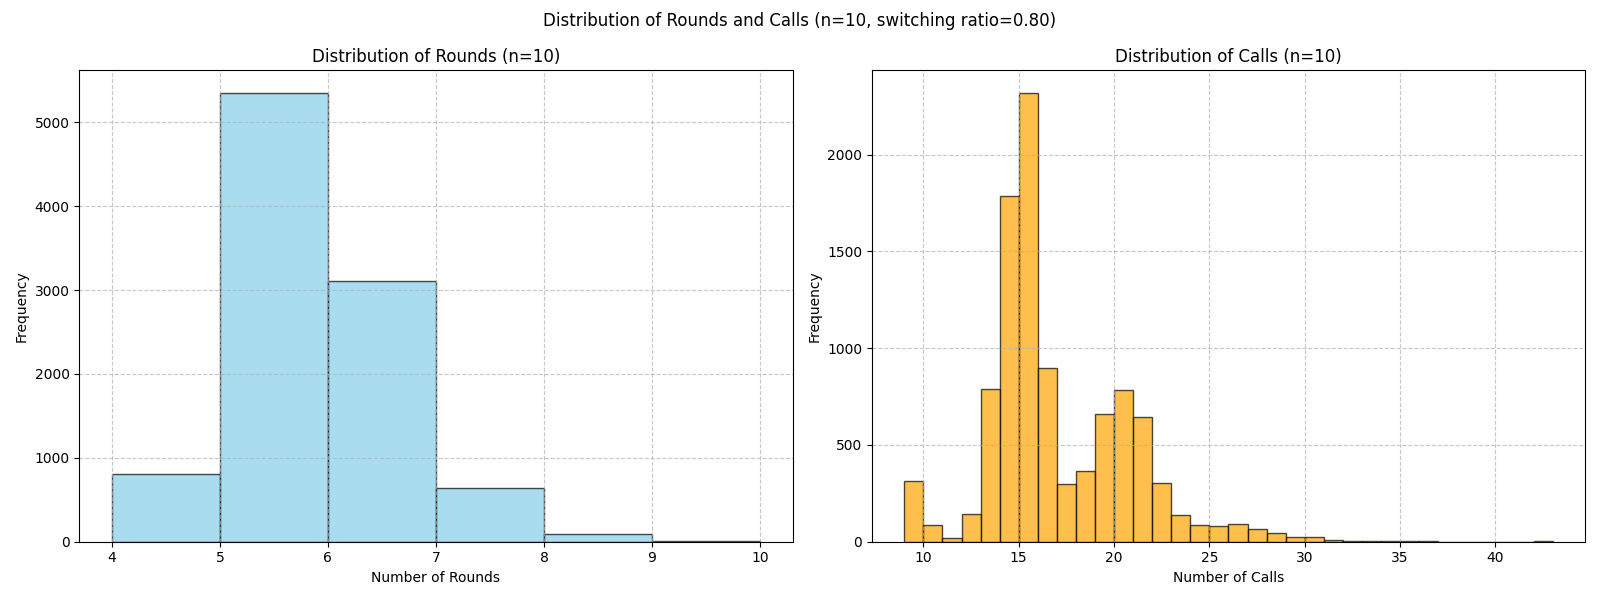 Distribution of Rounds and Calls (n=10, switching ratio=0.80)
Distribution of Rounds (n=10)
5000
4000
3000
2000
1000
0
Frequency
4 5 6 7 8 9 10
Number of Rounds
Distribution of Calls (n=10)
2000
1500
1000
500
0
Frequency
10 15 20 25 30 35 40
Number of Calls